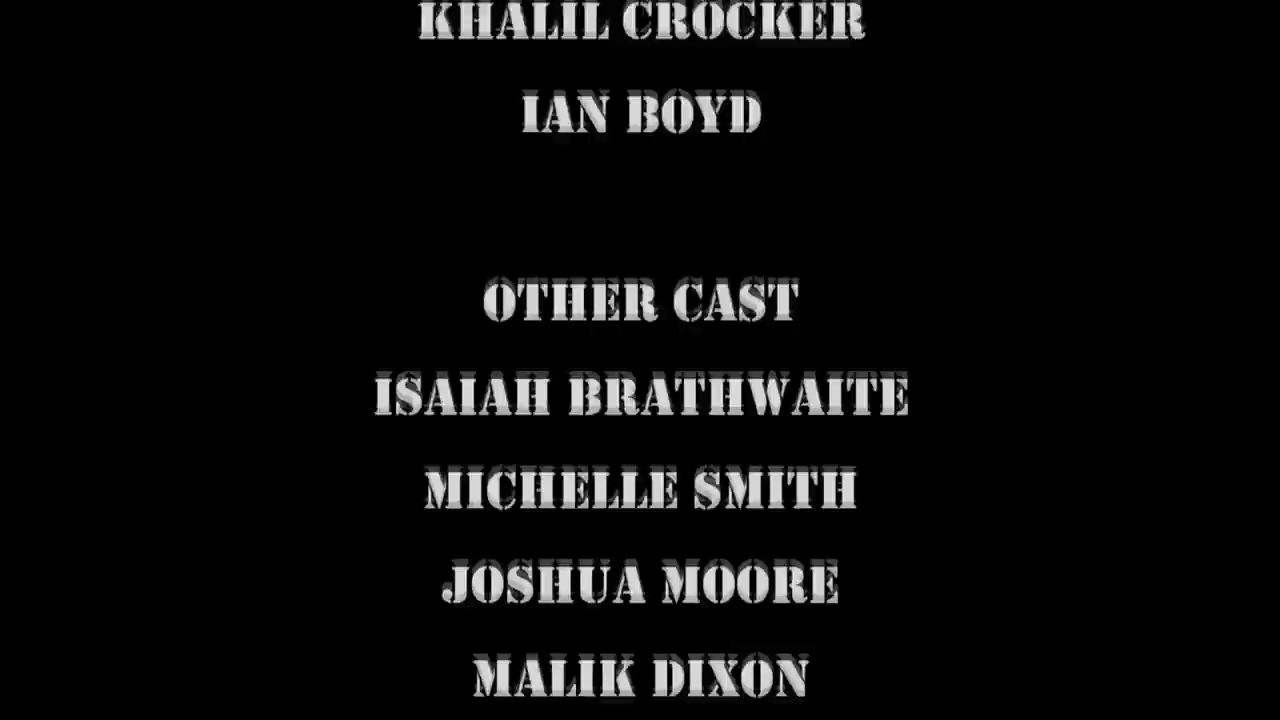 KHALIL CROCKER
IAN BOYD
OTHER CAST
ISAIAH BRATHWAITE
MICHELLE SMITH
JOSHUA MOORE
MALIK DIXON